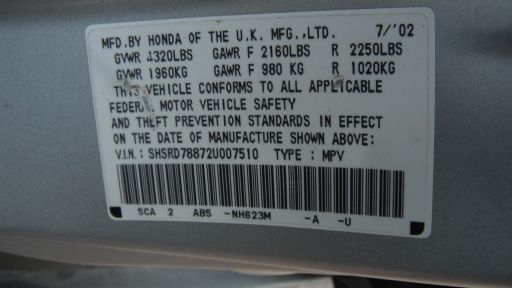 MFD.BY HONDA OF THE U.K. MFG.,LTD. 7/'02
GVWR 4320LBS GAWR F 2160LBS R 2250LBS
GVWR 1960KG GAWR F 980 KG R 1020KG
THIS VEHICLE CONFORMS TO ALL APPLICABLE
FEDERAL MOTOR VEHICLE SAFETY
AND THEFT PREVENTION STANDARDS IN EFFECT
ON THE DATE OF MANUFACTURE SHOWN ABOVE:
V.I.N.: SHSRD78872U007510 TYPE : MPV
SCA 2 AB5 -NH623M -A -U